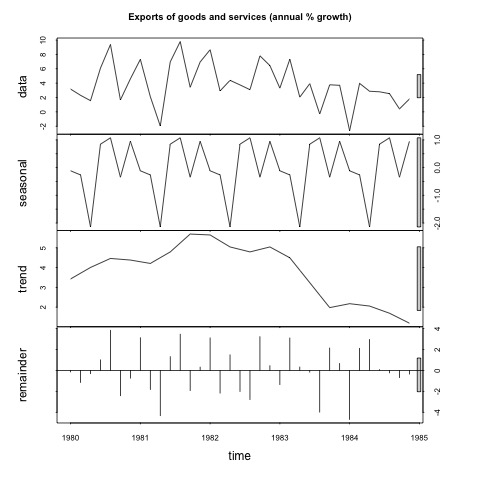 Exports of goods and services (annual % growth)
data
-2 0 2 4 6 8 10
seasonal
-2.0 -1.0 0.0 1.0
trend
2 3 4 5
remainder
-4 -2 0 2 4
1980 1981 1982 1983 1984 1985
time